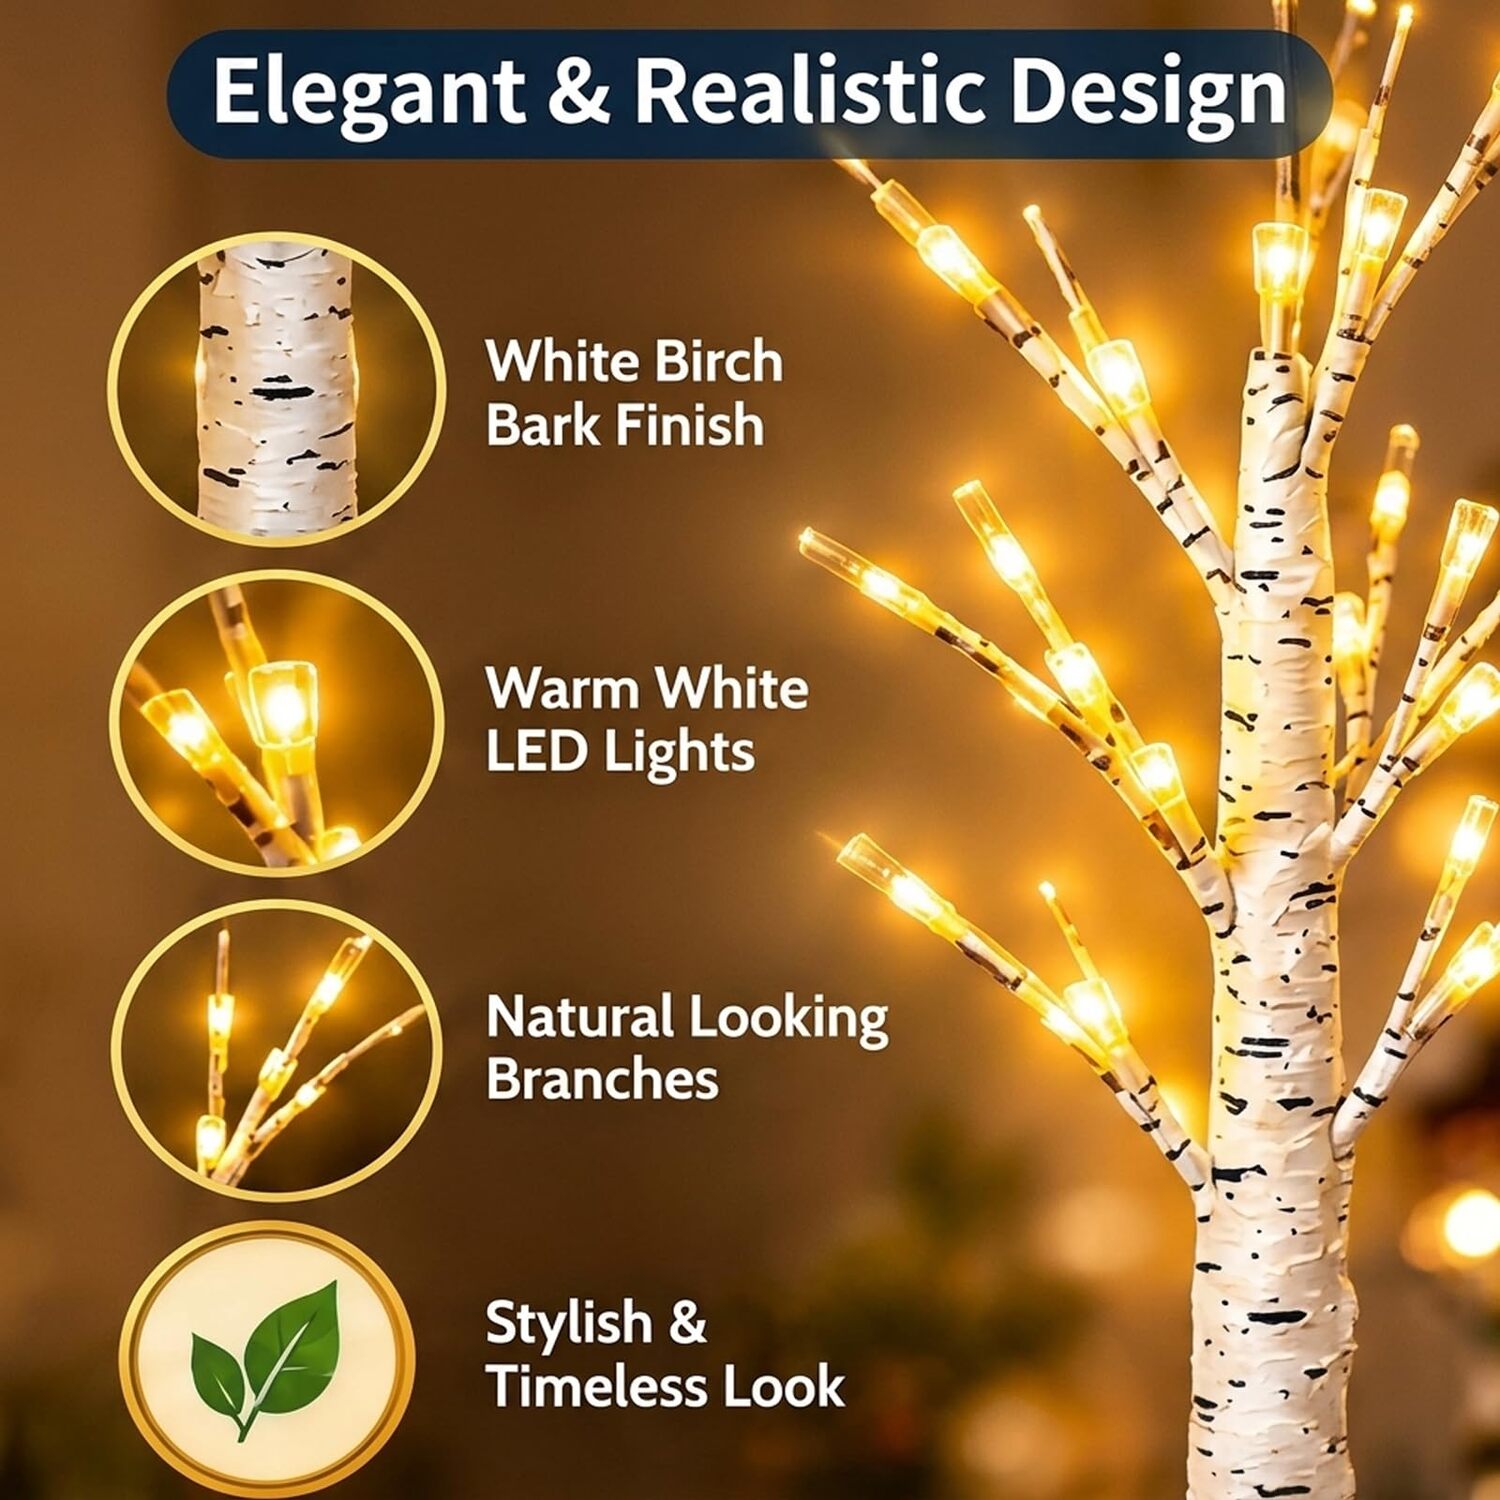 Elegant & Realistic Design
White Birch
Bark Finish
Warm White
LED Lights
Natural Looking
Branches
Stylish &
Timeless Look